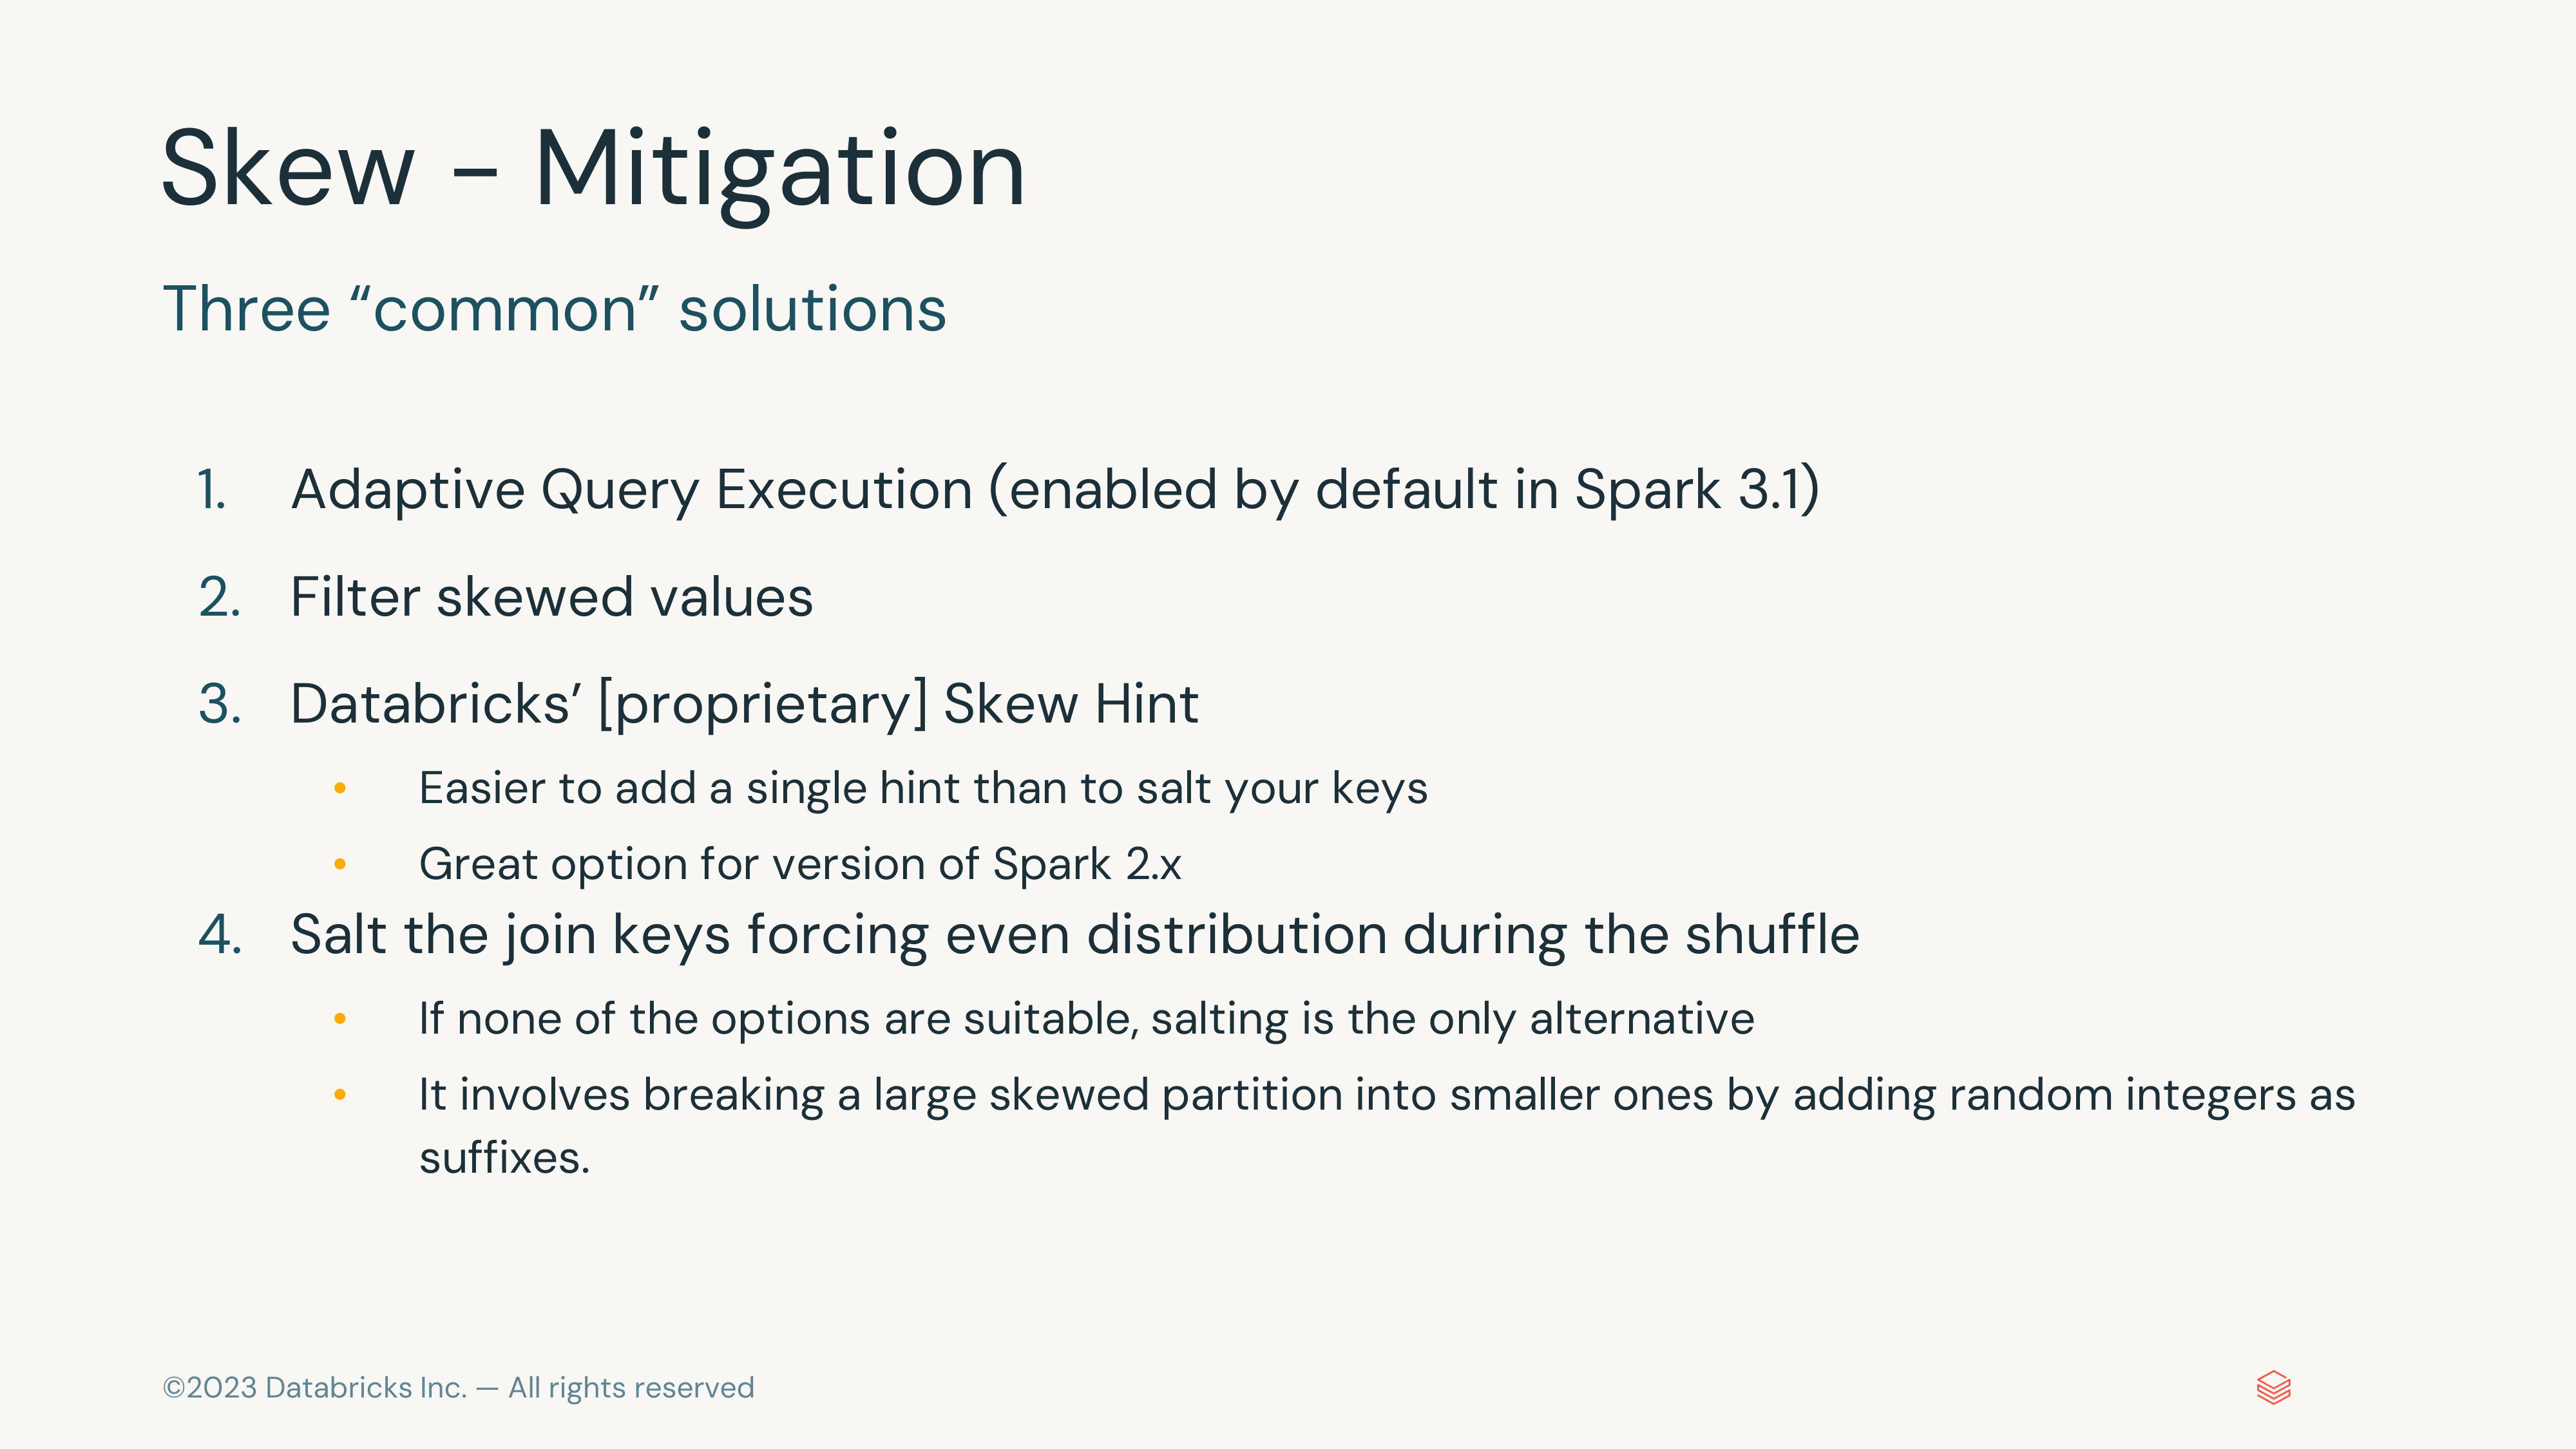 Skew - Mitigation
Three “common” solutions
1. Adaptive Query Execution (enabled by default in Spark 3.1)
2. Filter skewed values
3. Databricks’ [proprietary] Skew Hint
• Easier to add a single hint than to salt your keys
• Great option for version of Spark 2.x
4. Salt the join keys forcing even distribution during the shuffle
• If none of the options are suitable, salting is the only alternative
• It involves breaking a large skewed partition into smaller ones by adding random integers as
suffixes.
©2023 Databricks Inc. — All rights reserved